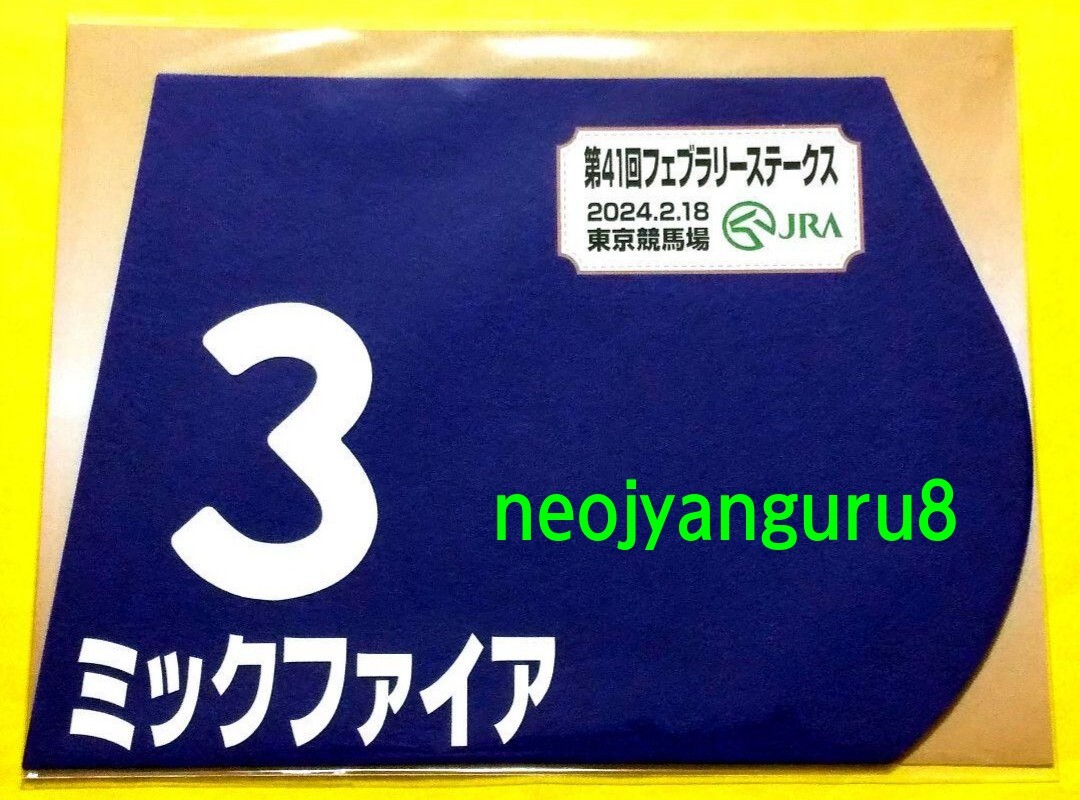 第41回フェブラリーステークス
2024.2.18
東京競馬場
JRA
3
neojyanguru8
ミックファイア